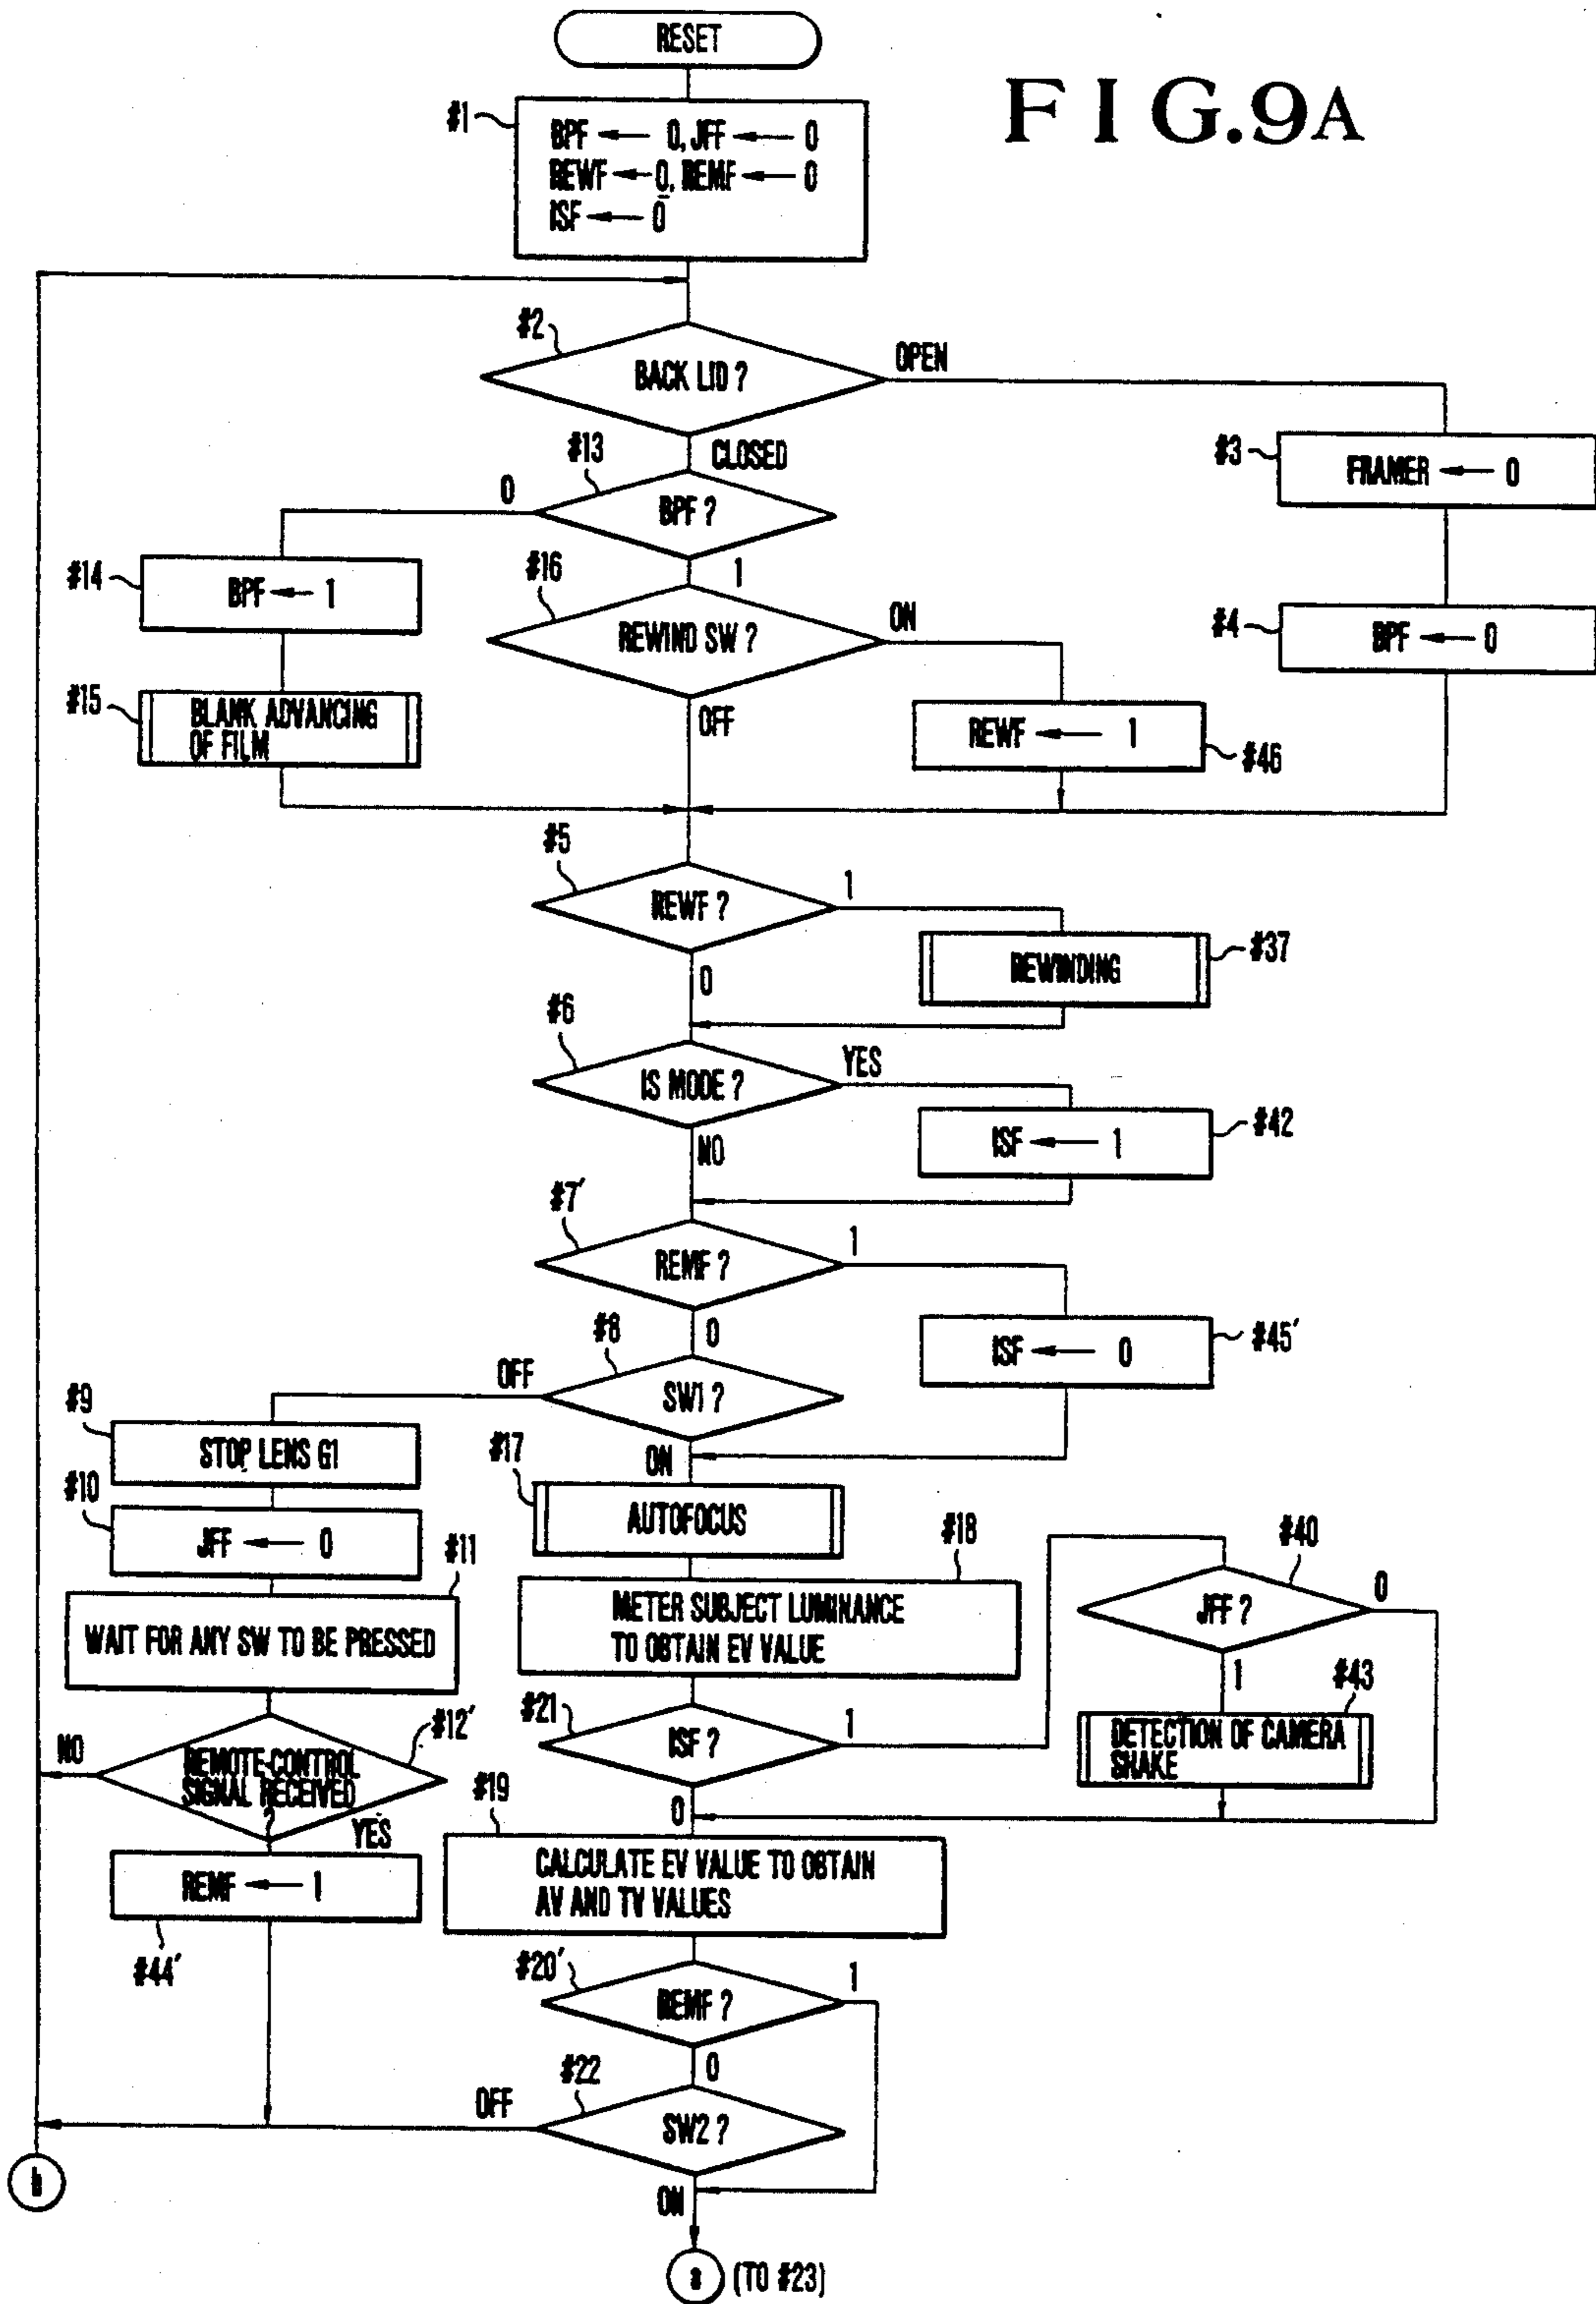 RESET
FIG.9A
#1
BPF ← 0, JFF ← 0
REWF ← 0, REMF ← 0
ISF ← 0
#2
BACK LID ?
OPEN
CLOSED
#3
FRAMER ← 0
#4
BPF ← 0
#13
BPF ?
0
1
#14
BPF ← 1
#15
BLANK ADVANCING
OF FILM
#16
REWIND SW ?
ON
OFF
REWF ← 1
#46
#5
REWF ?
1
0
REWINDING
#37
#6
IS MODE ?
YES
NO
ISF ← 1
#42
#7'
REMF ?
1
0
ISF ← 0
#45'
#8
SW1 ?
OFF
ON
#9
STOP LENS G1
#10
JFF ← 0
#11
WAIT FOR ANY SW TO BE PRESSED
#12'
REMOTE-CONTROL
SIGNAL RECEIVED
?
NO
YES
REMF ← 1
#44'
#17
AUTOFOCUS
#18
METER SUBJECT LUMINANCE
TO OBTAIN EV VALUE
#21
ISF ?
1
0
#40
JFF ?
0
1
#43
DETECTION OF CAMERA
SHAKE
#19
CALCULATE EV VALUE TO OBTAIN
AV AND TV VALUES
#20'
REMF ?
1
0
#22
SW2 ?
OFF
ON
b
a (TO #23)